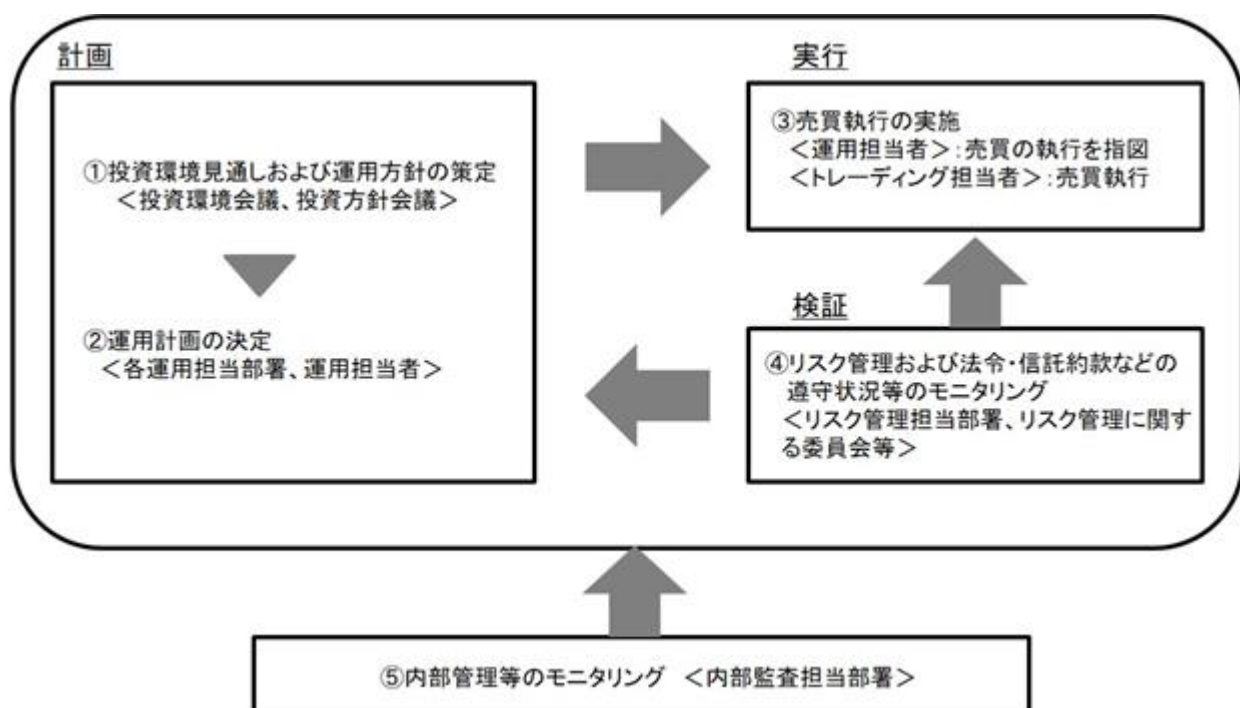 計画
①投資環境見通しおよび運用方針の策定
＜投資環境会議、投資方針会議＞
②運用計画の決定
＜各運用担当部署、運用担当者＞
実行
③売買執行の実施
＜運用担当者＞：売買の執行を指図
＜トレーディング担当者＞：売買執行
検証
④リスク管理および法令・信託約款などの
遵守状況等のモニタリング
＜リスク管理担当部署、リスク管理に関す
る委員会等＞
⑤内部管理等のモニタリング ＜内部監査担当部署＞